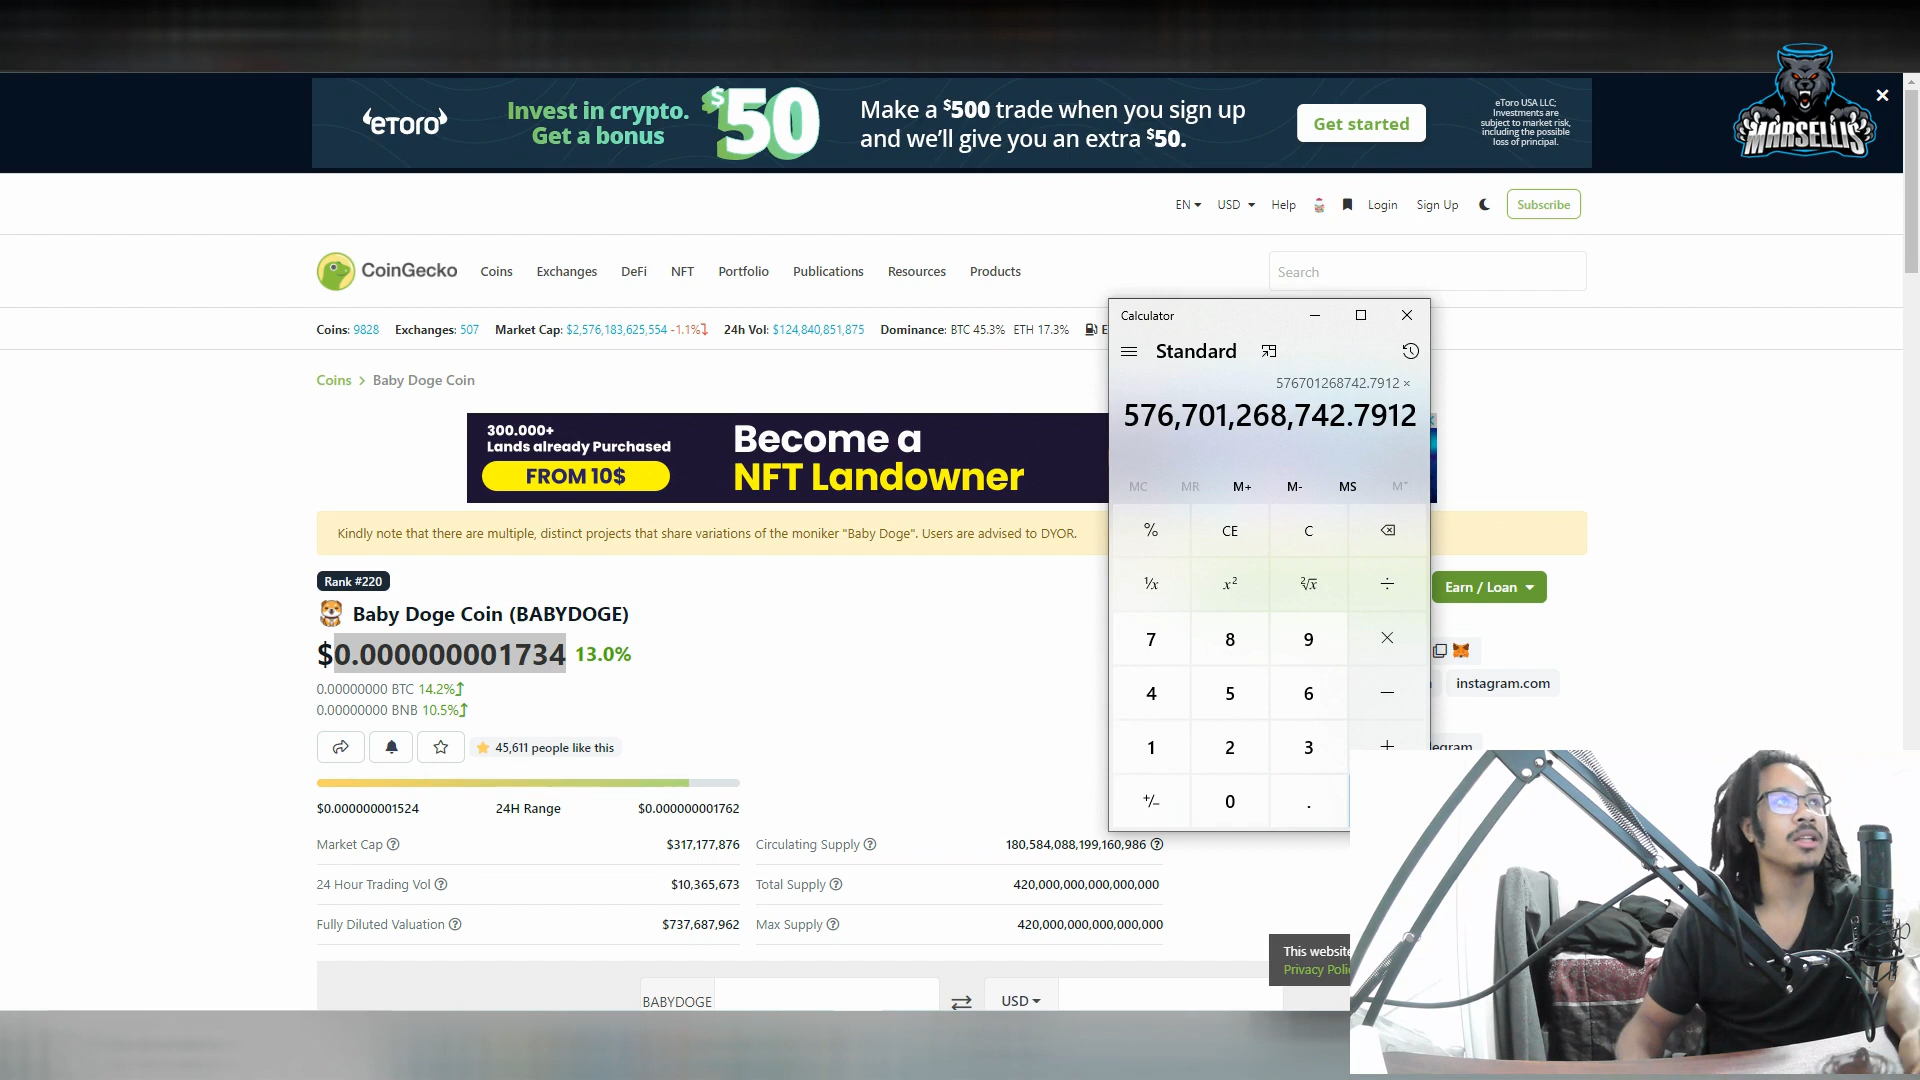 eToro
Invest in crypto.
Get a bonus
$50
Make a $500 trade when you sign up
and we'll give you an extra $50.
Get started
eToro USA LLC;
Investments are
subject to market risk,
including the possible
loss of principal.
MARSELLIS
EN
USD
Help
Login
Sign Up
Subscribe
CoinGecko
Coins
Exchanges
DeFi
NFT
Portfolio
Publications
Resources
Products
Search
Coins: 9828
Exchanges: 507
Market Cap: $2,576,183,625,554 -1.1%
24h Vol: $124,840,851,875
Dominance: BTC 45.3% ETH 17.3%
Coins > Baby Doge Coin
300.000+
Lands already Purchased
FROM 10$
Become a
NFT Landowner
Kindly note that there are multiple, distinct projects that share variations of the moniker "Baby Doge". Users are advised to DYOR.
Rank #220
Baby Doge Coin (BABYDOGE)
$0.000000001734 13.0%
0.00000000 BTC 14.2%
0.00000000 BNB 10.5%
45,611 people like this
$0.000000001524
24H Range
$0.000000001762
Market Cap
$317,177,876
24 Hour Trading Vol
$10,365,673
Fully Diluted Valuation
$737,687,962
Circulating Supply
180,584,088,199,160,986
Total Supply
420,000,000,000,000,000
Max Supply
420,000,000,000,000,000
BABYDOGE
USD
Calculator
Standard
576701268742.7912 ×
576,701,268,742.7912
MC MR M+ M- MS M˅
% CE C
¹/x x² ²√x ÷
7 8 9 ×
4 5 6 −
1 2 3 +
+/− 0 .
Earn / Loan
instagram.com
This website